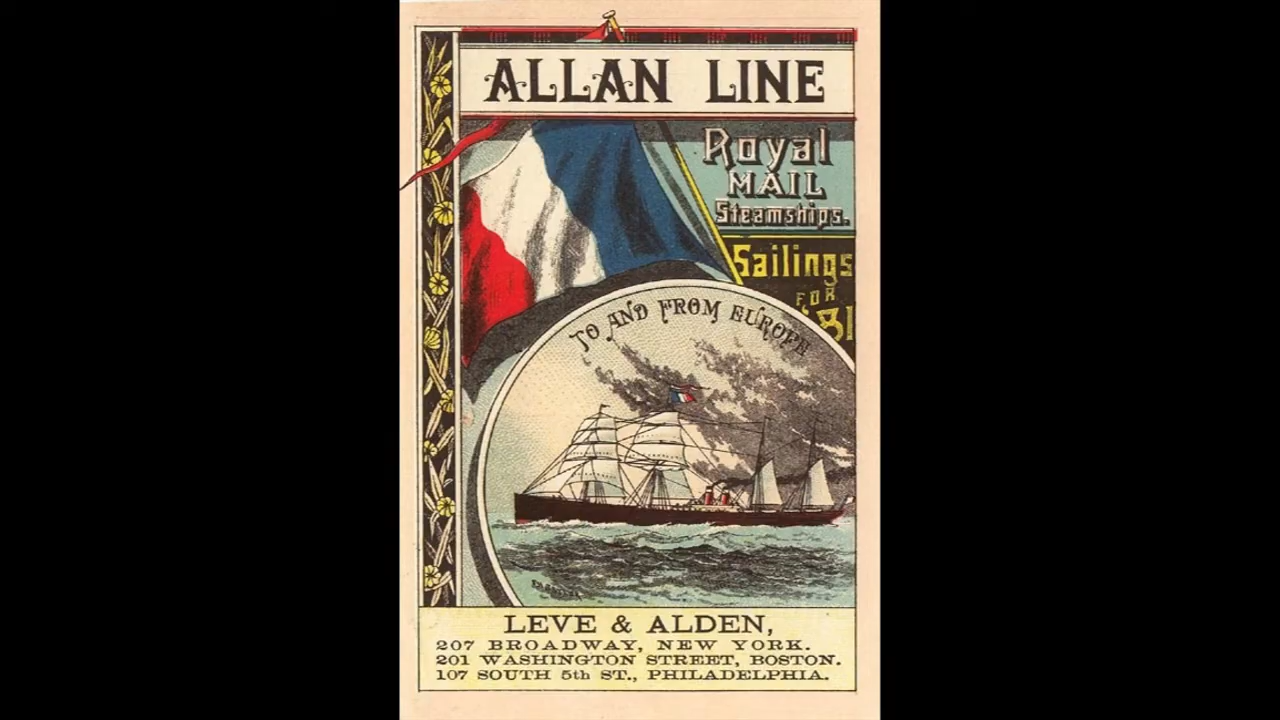 ALLAN LINE
Royal
MAIL
Steamships.
Sailings
FOR
'81
TO AND FROM EUROPE
LEVE & ALDEN,
207 BROADWAY, NEW YORK.
201 WASHINGTON STREET, BOSTON.
107 SOUTH 5th ST., PHILADELPHIA.